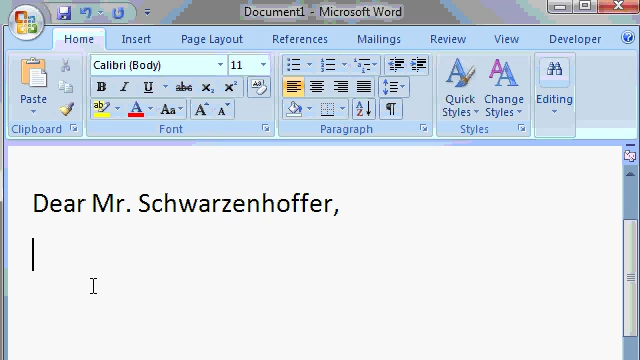 Document1 - Microsoft Word
Home Insert Page Layout References Mailings Review View Developer
Calibri (Body) 11
B I U abc x₂ x²
ab A Aa A A
Paste
Quick Styles
Change Styles
Editing
Clipboard Font Paragraph Styles
Dear Mr. Schwarzenhoffer,